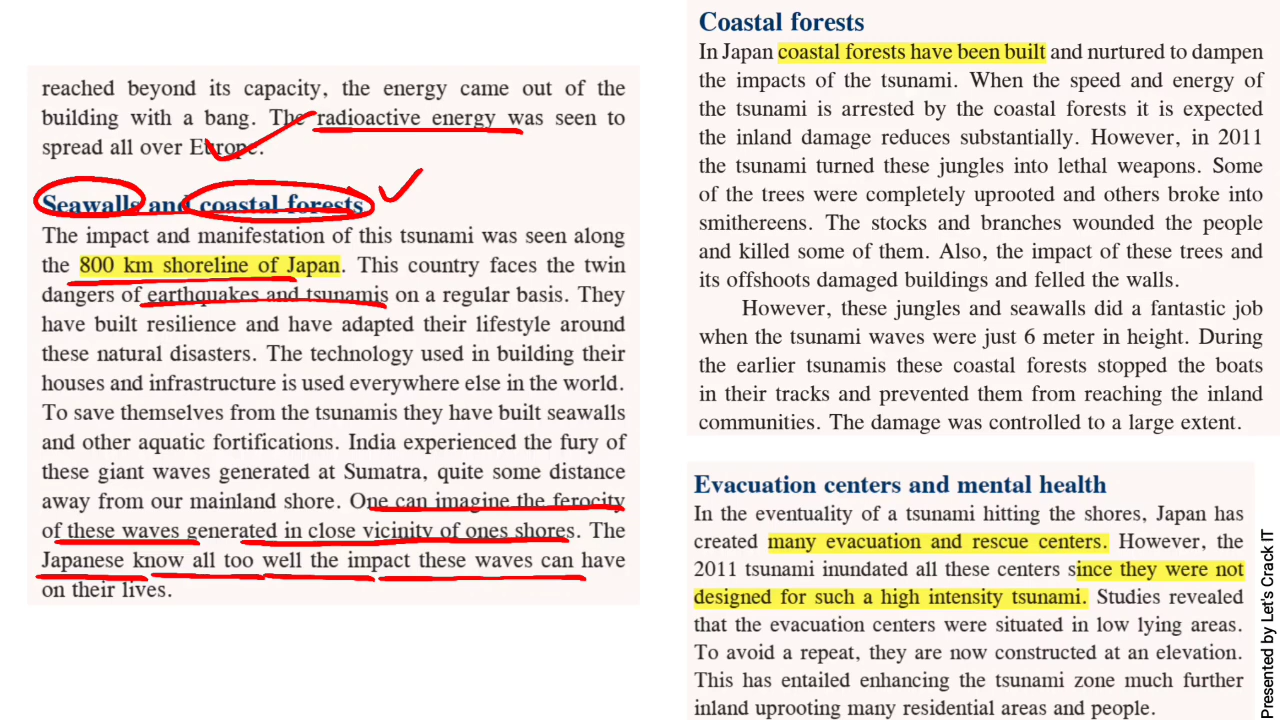 reached beyond its capacity, the energy came out of the
building with a bang. The radioactive energy was seen to
spread all over Europe.
Seawalls and coastal forests
The impact and manifestation of this tsunami was seen along
the 800 km shoreline of Japan. This country faces the twin
dangers of earthquakes and tsunamis on a regular basis. They
have built resilience and have adapted their lifestyle around
these natural disasters. The technology used in building their
houses and infrastructure is used everywhere else in the world.
To save themselves from the tsunamis they have built seawalls
and other aquatic fortifications. India experienced the fury of
these giant waves generated at Sumatra, quite some distance
away from our mainland shore. One can imagine the ferocity
of these waves generated in close vicinity of ones shores. The
Japanese know all too well the impact these waves can have
on their lives.
Coastal forests
In Japan coastal forests have been built and nurtured to dampen
the impacts of the tsunami. When the speed and energy of
the tsunami is arrested by the coastal forests it is expected
the inland damage reduces substantially. However, in 2011
the tsunami turned these jungles into lethal weapons. Some
of the trees were completely uprooted and others broke into
smithereens. The stocks and branches wounded the people
and killed some of them. Also, the impact of these trees and
its offshoots damaged buildings and felled the walls.
However, these jungles and seawalls did a fantastic job
when the tsunami waves were just 6 meter in height. During
the earlier tsunamis these coastal forests stopped the boats
in their tracks and prevented them from reaching the inland
communities. The damage was controlled to a large extent.
Evacuation centers and mental health
In the eventuality of a tsunami hitting the shores, Japan has
created many evacuation and rescue centers. However, the
2011 tsunami inundated all these centers since they were not
designed for such a high intensity tsunami. Studies revealed
that the evacuation centers were situated in low lying areas.
To avoid a repeat, they are now constructed at an elevation.
This has entailed enhancing the tsunami zone much further
inland uprooting many residential areas and people.
Presented by Let's Crack IT